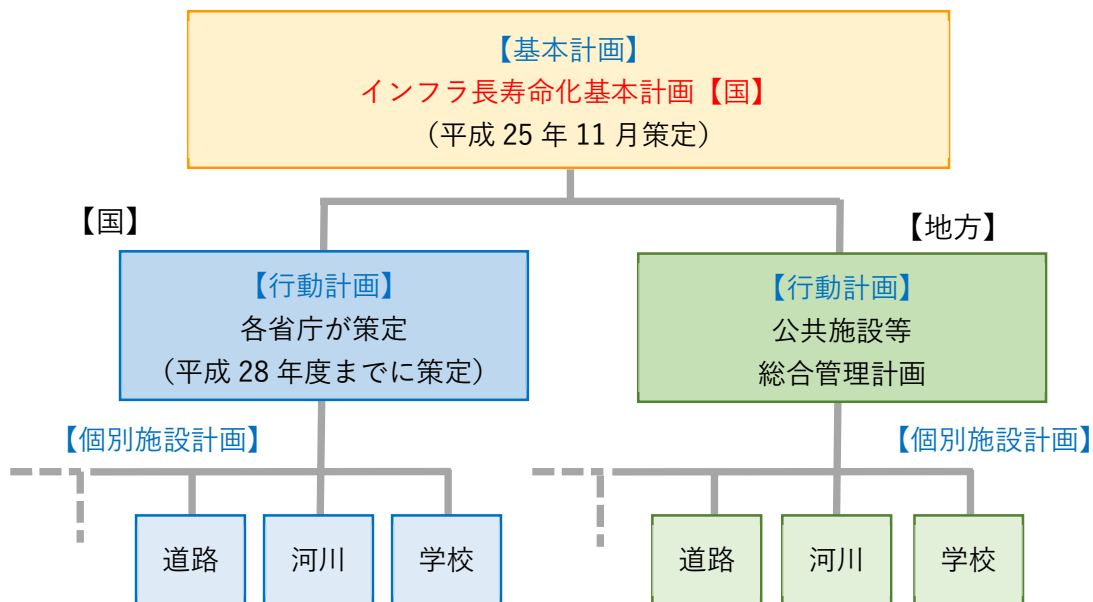 【基本計画】
インフラ長寿命化基本計画【国】
（平成 25 年 11 月策定）
【国】
【地方】
【行動計画】
各省庁が策定
（平成 28 年度までに策定）
【行動計画】
公共施設等
総合管理計画
【個別施設計画】
【個別施設計画】
道路
河川
学校
道路
河川
学校